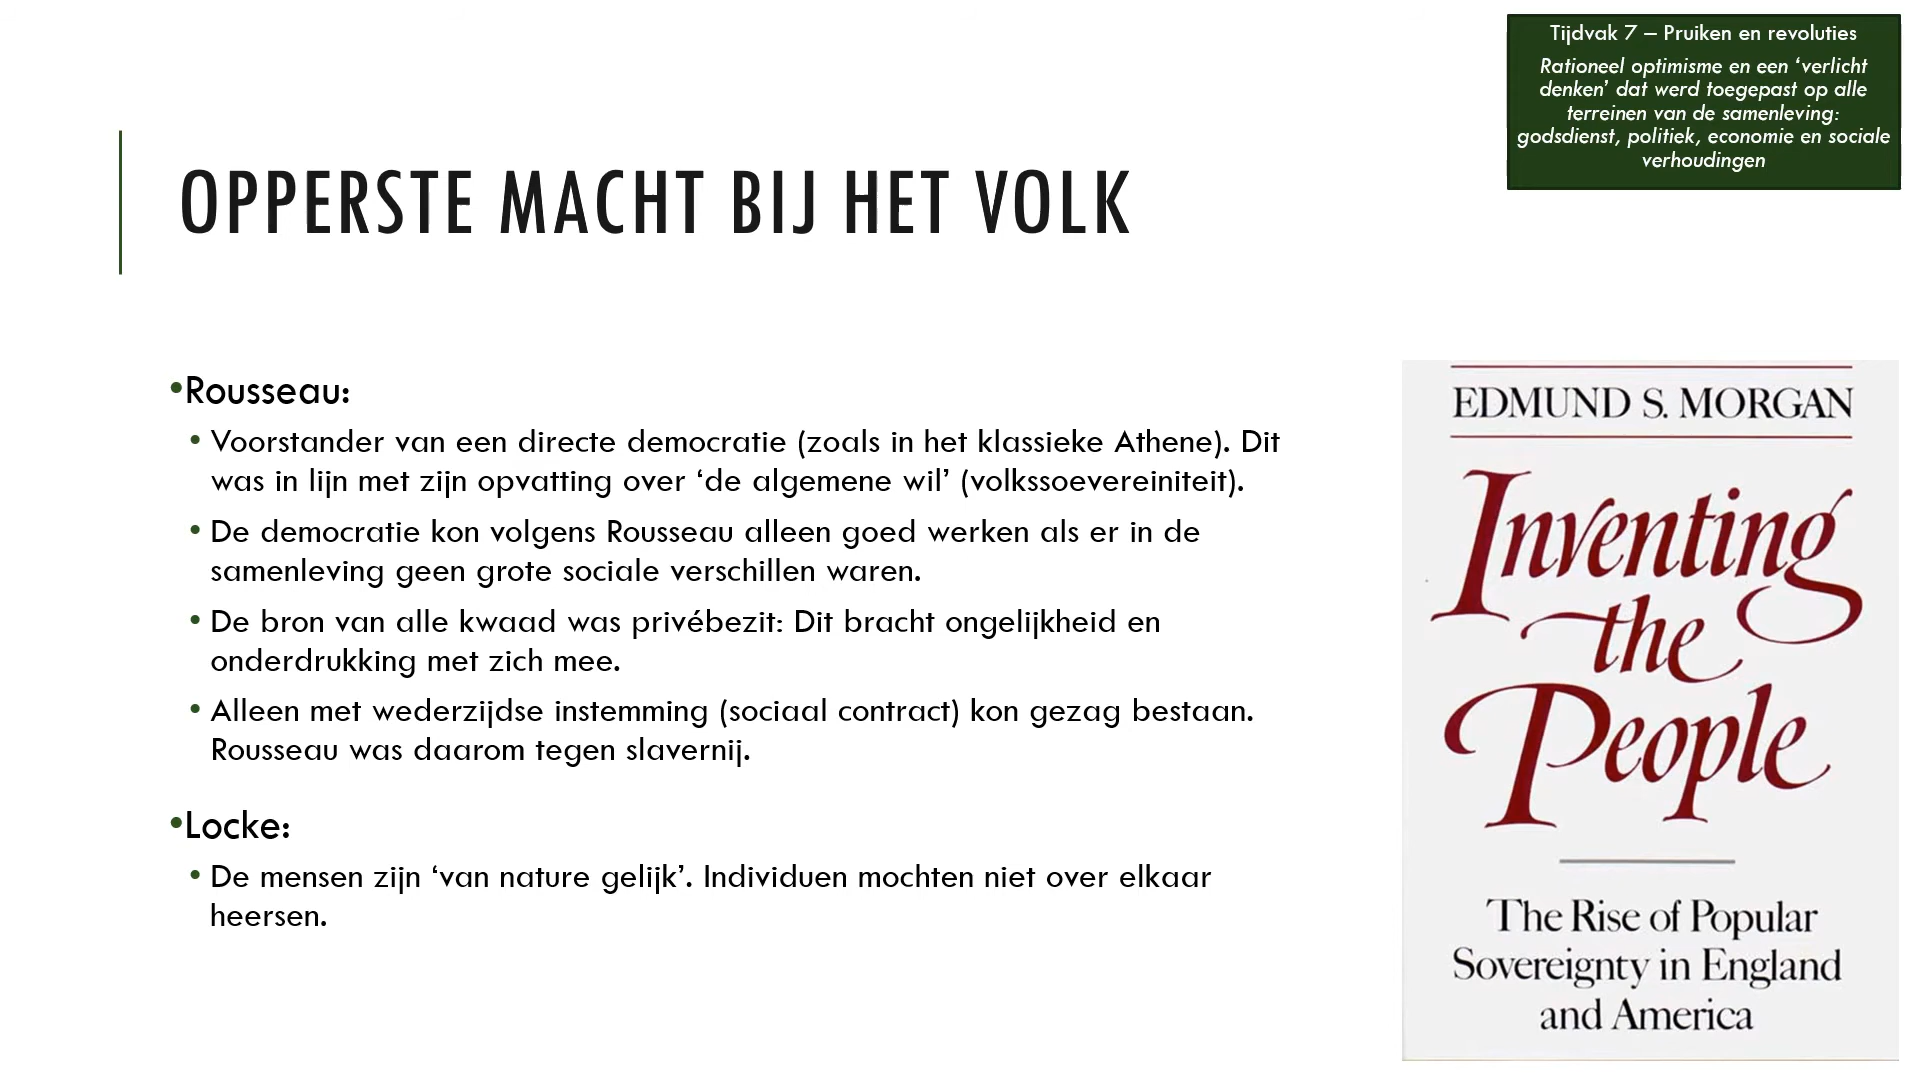 Tijdvak 7 – Pruiken en revoluties
Rationeel optimisme en een ‘verlicht
denken’ dat werd toegepast op alle
terreinen van de samenleving:
godsdienst, politiek, economie en sociale
verhoudingen
OPPERSTE MACHT BIJ HET VOLK
•Rousseau:
• Voorstander van een directe democratie (zoals in het klassieke Athene). Dit
was in lijn met zijn opvatting over ‘de algemene wil’ (volkssoevereiniteit).
• De democratie kon volgens Rousseau alleen goed werken als er in de
samenleving geen grote sociale verschillen waren.
• De bron van alle kwaad was privébezit: Dit bracht ongelijkheid en
onderdrukking met zich mee.
• Alleen met wederzijdse instemming (sociaal contract) kon gezag bestaan.
Rousseau was daarom tegen slavernij.
•Locke:
• De mensen zijn ‘van nature gelijk’. Individuen mochten niet over elkaar
heersen.
EDMUND S. MORGAN
Inventing
the
People
The Rise of Popular
Sovereignty in England
and America